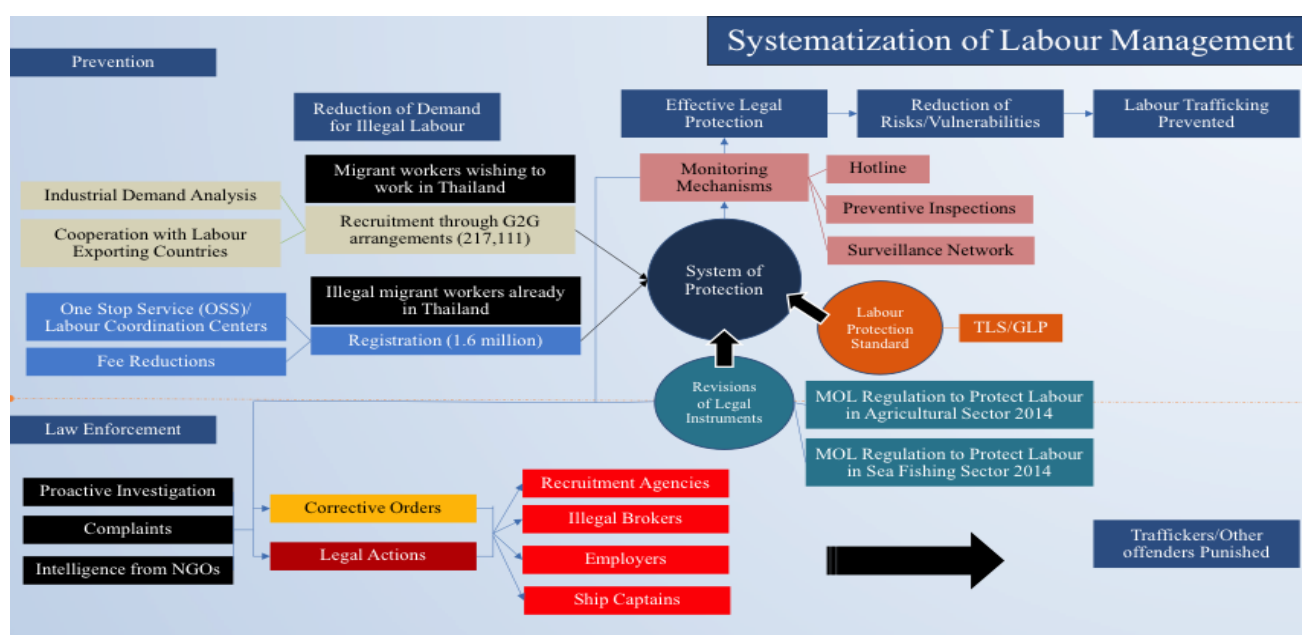 Systematization of Labour Management
Prevention
Reduction of Demand
for Illegal Labour
Effective Legal
Protection
Reduction of
Risks/Vulnerabilities
Labour Trafficking
Prevented
Migrant workers wishing to
work in Thailand
Monitoring
Mechanisms
Hotline
Industrial Demand Analysis
Recruitment through G2G
arrangements (217,111)
Preventive Inspections
Cooperation with Labour
Exporting Countries
Surveillance Network
System of
Protection
Illegal migrant workers already
in Thailand
One Stop Service (OSS)/
Labour Coordination Centers
Registration (1.6 million)
Fee Reductions
Labour
Protection
Standard
TLS/GLP
Revisions
of Legal
Instruments
MOL Regulation to Protect Labour
in Agricultural Sector 2014
MOL Regulation to Protect Labour
in Sea Fishing Sector 2014
Law Enforcement
Proactive Investigation
Complaints
Intelligence from NGOs
Corrective Orders
Legal Actions
Recruitment Agencies
Illegal Brokers
Employers
Ship Captains
Traffickers/Other
offenders Punished